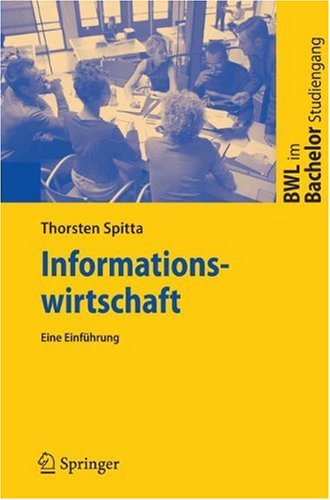 BWL im
Bachelor Studiengang
Thorsten Spitta
Informations-
wirtschaft
Eine Einführung
Springer